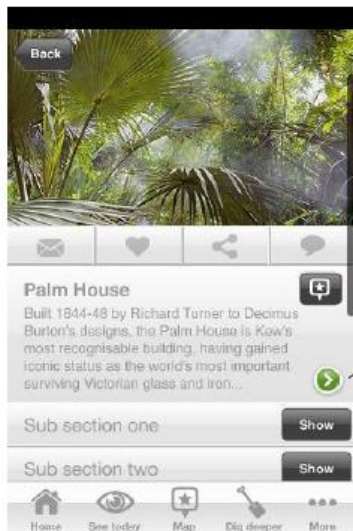 Back
Palm House
Built 1844-48 by Richard Turner to Decimus
Burton's designs, the Palm House is Kew's
most recognisable building, having gained
iconic status as the world's most important
surviving Victorian glass and iron...
Sub section one
Show
Sub section two
Show
Home
See today
Map
Dig deeper
More